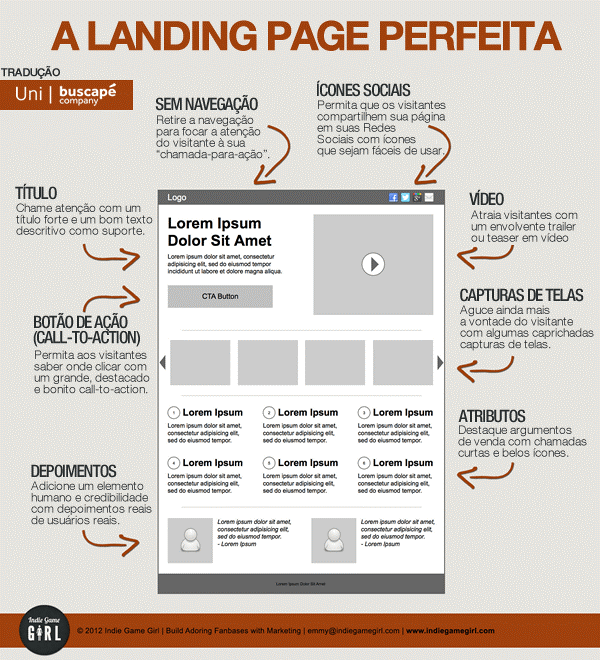 A LANDING PAGE PERFEITA
TRADUÇÃO
Uni | buscapé
company
SEM NAVEGAÇÃO
Retire a navegação
para focar a atenção
do visitante à sua
“chamada-para-ação”.
ÍCONES SOCIAIS
Permita que os visitantes
compartilhem sua página
em suas Redes
Sociais com ícones
que sejam fáceis de usar.
TÍTULO
Chame atenção com um
título forte e um bom texto
descritivo como suporte.
BOTÃO DE AÇÃO
(CALL-TO-ACTION)
Permita aos visitantes
saber onde clicar com
um grande, destacado
e bonito call-to-action.
DEPOIMENTOS
Adicione um elemento
humano e credibilidade
com depoimentos reais
de usuários reais.
Logo
Lorem Ipsum
Dolor Sit Amet
Lorem ipsum dolor sit amet,
consectetur adipisicing elit,
sed do eiusmod tempor
incididunt ut labore et dolore magna aliqua.
CTA Button
1 Lorem Ipsum
Lorem ipsum dolor sit amet,
consectetur adipisicing elit,
sed do eiusmod tempor.
2 Lorem Ipsum
Lorem ipsum dolor sit amet,
consectetur adipisicing elit,
sed do eiusmod tempor.
3 Lorem Ipsum
Lorem ipsum dolor sit amet,
consectetur adipisicing elit,
sed do eiusmod tempor.
4 Lorem Ipsum
Lorem ipsum dolor sit amet,
consectetur adipisicing elit,
sed do eiusmod tempor.
5 Lorem Ipsum
Lorem ipsum dolor sit amet,
consectetur adipisicing elit,
sed do eiusmod tempor.
6 Lorem Ipsum
Lorem ipsum dolor sit amet,
consectetur adipisicing elit,
sed do eiusmod tempor.
Lorem ipsum dolor sit amet,
consectetur adipisicing elit,
sed do eiusmod tempor.
- Lorem Ipsum
Lorem ipsum dolor sit amet,
consectetur adipisicing elit,
sed do eiusmod tempor.
- Lorem Ipsum
Lorem Ipsum Dolor Sit Amet
VÍDEO
Atraia visitantes com
um envolvente trailer
ou teaser em vídeo
CAPTURAS DE TELAS
Aguce ainda mais
a vontade do visitante
com algumas caprichadas
capturas de telas.
ATRIBUTOS
Destaque argumentos
de venda com chamadas
curtas e belos ícones.
Indie Game
GIRL
© 2012 Indie Game Girl | Build Adoring Fanbases with Marketing | emmy@indiegamegirl.com | www.indiegamegirl.com